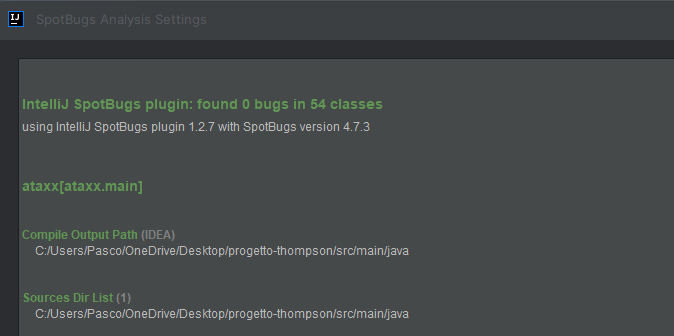 IJ SpotBugs Analysis Settings
IntelliJ SpotBugs plugin: found 0 bugs in 54 classes
using IntelliJ SpotBugs plugin 1.2.7 with SpotBugs version 4.7.3
ataxx[ataxx.main]
Compile Output Path (IDEA)
C:/Users/Pasco/OneDrive/Desktop/progetto-thompson/src/main/java
Sources Dir List (1)
C:/Users/Pasco/OneDrive/Desktop/progetto-thompson/src/main/java